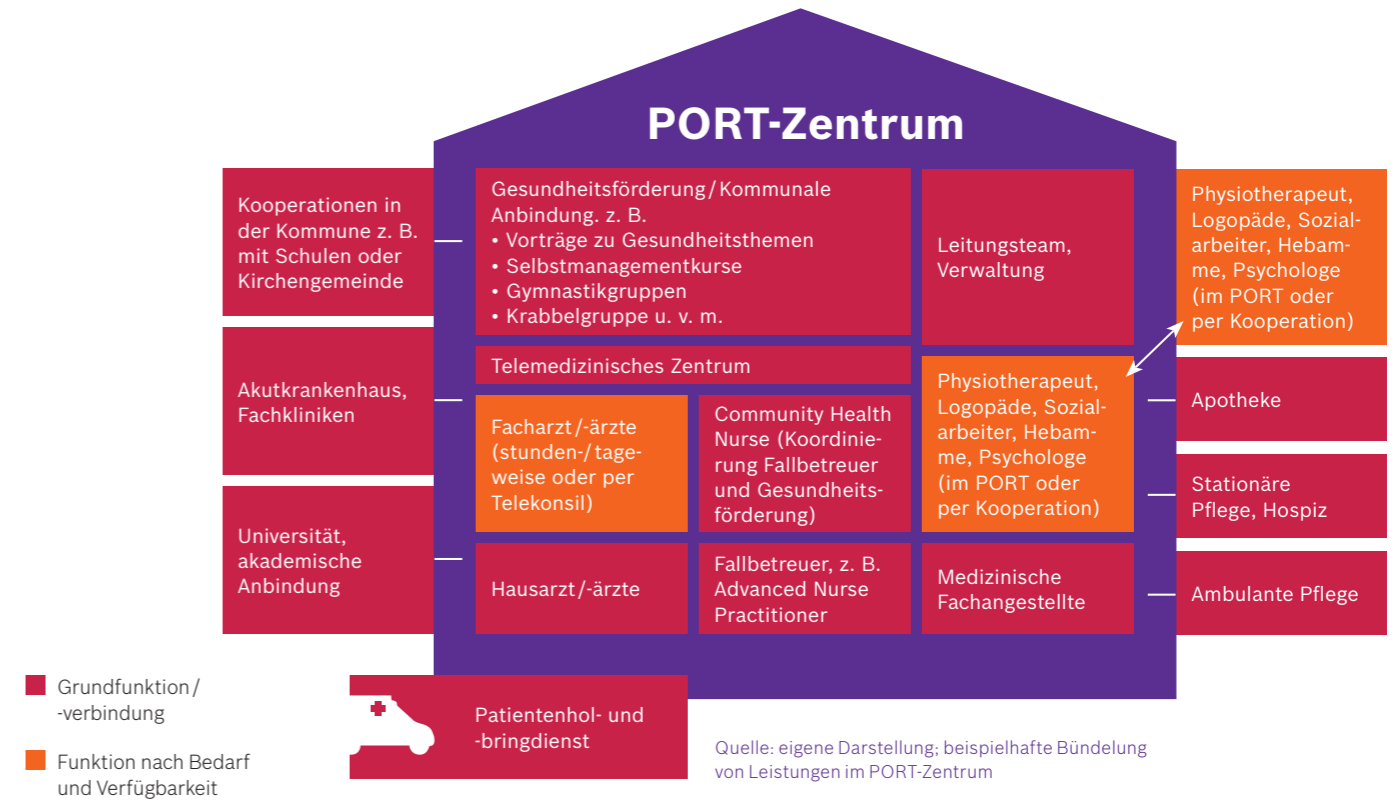 PORT-Zentrum
Kooperationen in
der Kommune z. B.
mit Schulen oder
Kirchengemeinde
Gesundheitsförderung / Kommunale
Anbindung. z. B.
• Vorträge zu Gesundheitsthemen
• Selbstmanagementkurse
• Gymnastikgruppen
• Krabbelgruppe u. v. m.
Leitungsteam,
Verwaltung
Physiotherapeut,
Logopäde, Sozial-
arbeiter, Hebam-
me, Psychologe
(im PORT oder
per Kooperation)
Akutkrankenhaus,
Fachkliniken
Telemedizinisches Zentrum
Facharzt /-ärzte
(stunden-/ tage-
weise oder per
Telekonsil)
Community Health
Nurse (Koordinie-
rung Fallbetreuer
und Gesundheits-
förderung)
Physiotherapeut,
Logopäde, Sozial-
arbeiter, Hebam-
me, Psychologe
(im PORT oder
per Kooperation)
Apotheke
Stationäre
Pflege, Hospiz
Universität,
akademische
Anbindung
Hausarzt /-ärzte
Fallbetreuer, z. B.
Advanced Nurse
Practitioner
Medizinische
Fachangestellte
Ambulante Pflege
Grundfunktion /
-verbindung
Funktion nach Bedarf
und Verfügbarkeit
Patientenhol- und
-bringdienst
Quelle: eigene Darstellung; beispielhafte Bündelung
von Leistungen im PORT-Zentrum